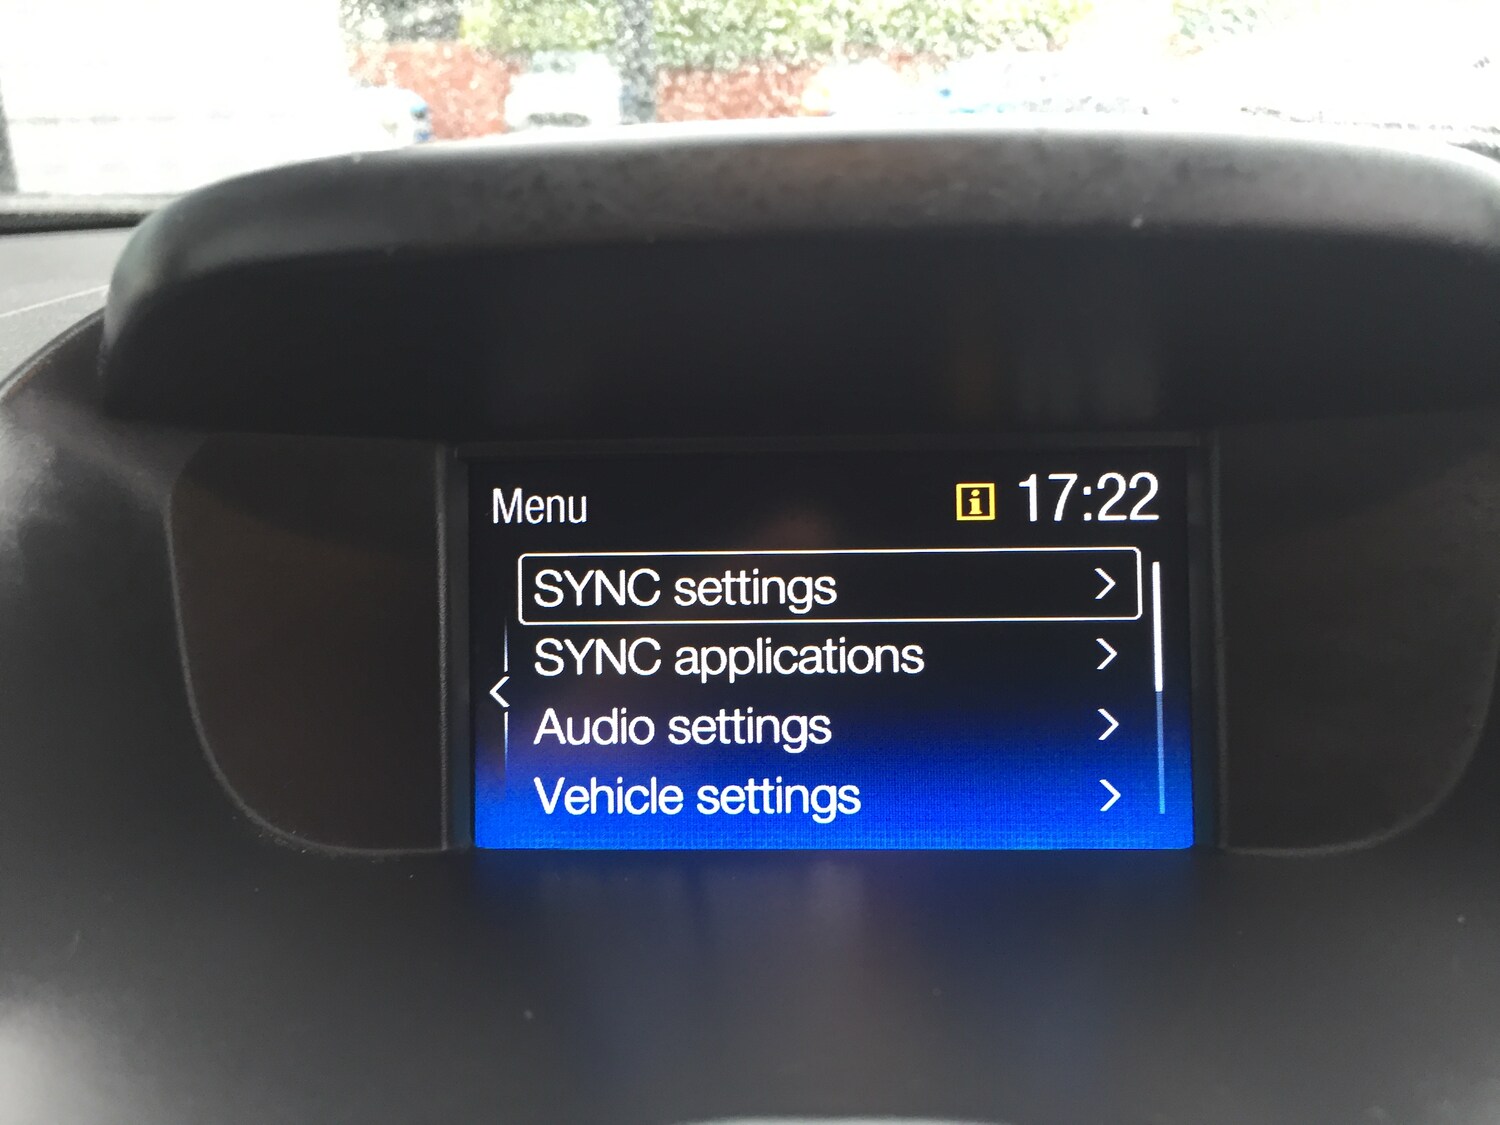 Menu i 17:22
SYNC settings
SYNC applications
Audio settings
Vehicle settings